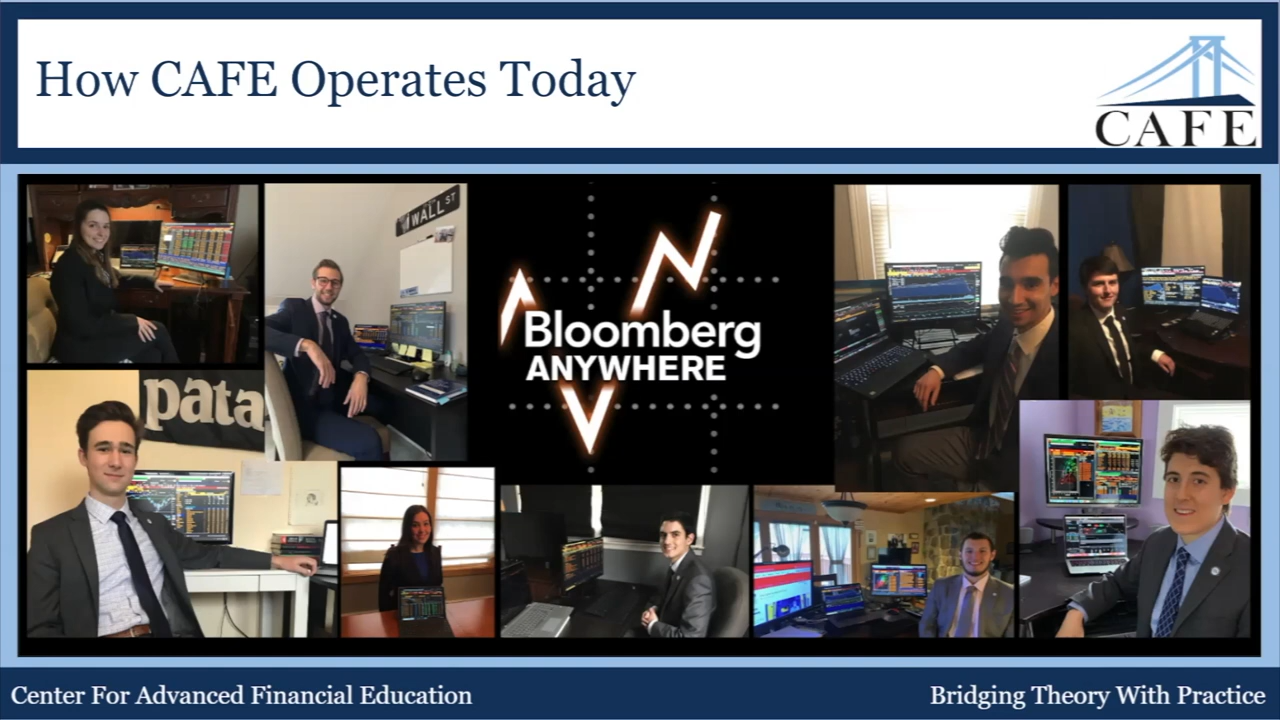 How CAFE Operates Today
CAFE
WALL ST
Bloomberg
ANYWHERE
pata
Center For Advanced Financial Education
Bridging Theory With Practice